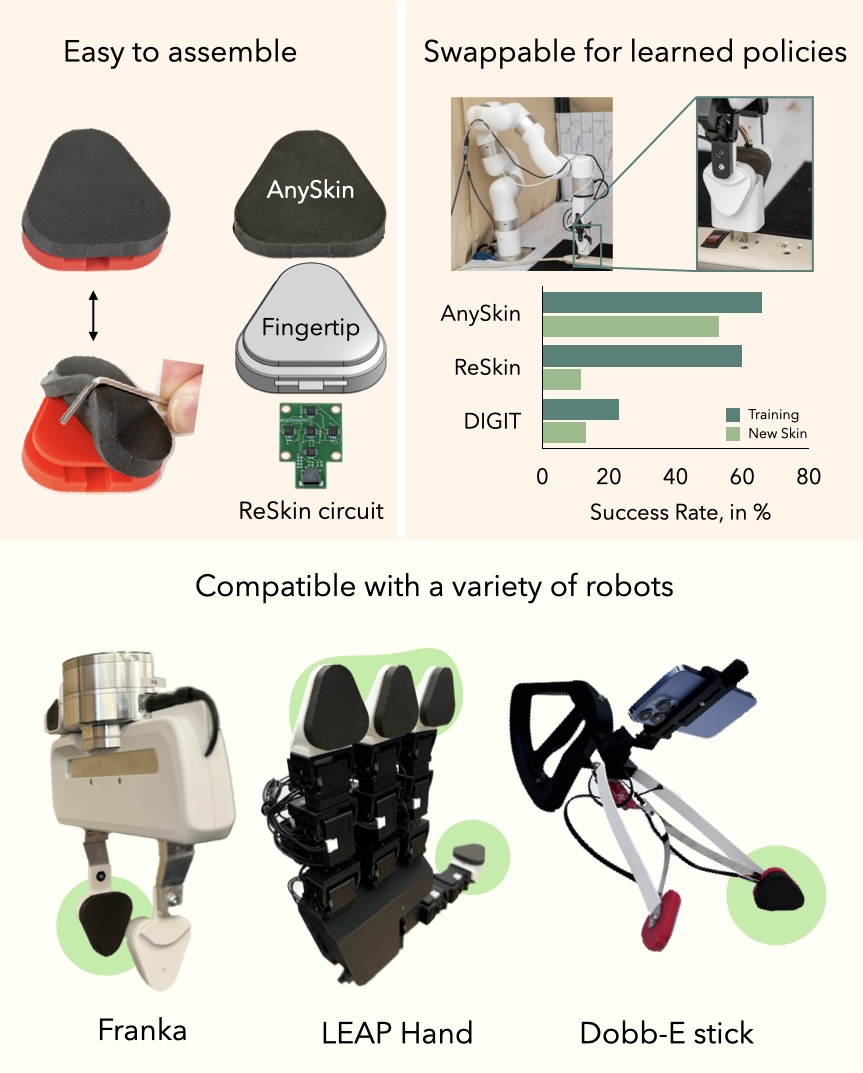 Easy to assemble
AnySkin
Fingertip
ReSkin circuit
Swappable for learned policies
AnySkin
ReSkin
DIGIT
Training
New Skin
0 20 40 60 80
Success Rate, in %
Compatible with a variety of robots
Franka
LEAP Hand
Dobb-E stick